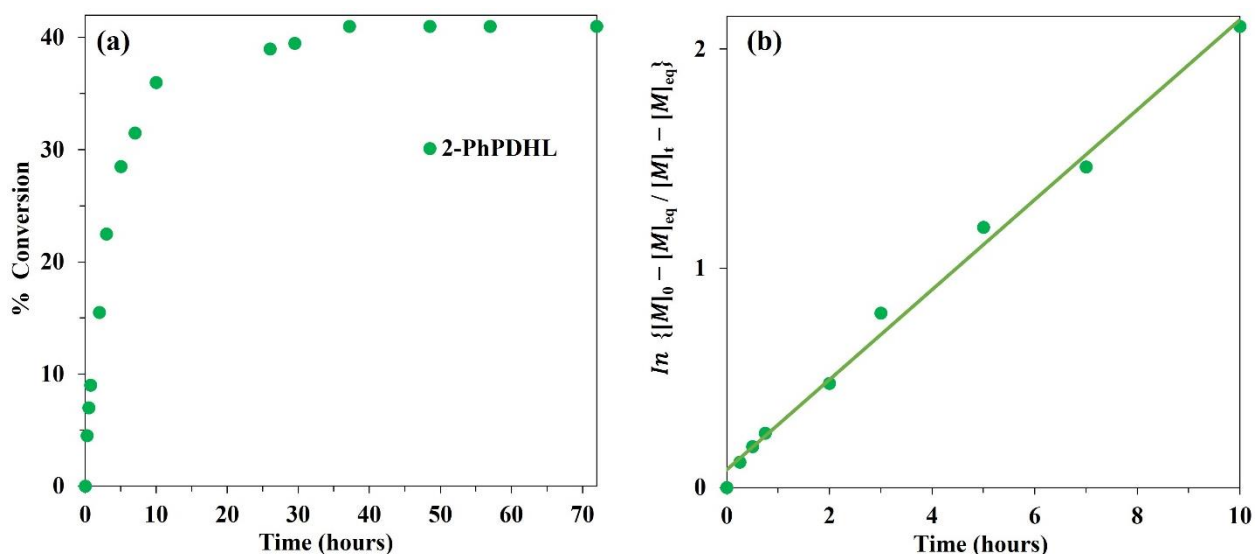 (a)
% Conversion
40
30
20
10
0
2-PhPDHL
0 10 20 30 40 50 60 70
Time (hours)
(b)
In {[M]₀ − [M]eq / [M]t − [M]eq}
2
1
0
0 2 4 6 8 10
Time (hours)